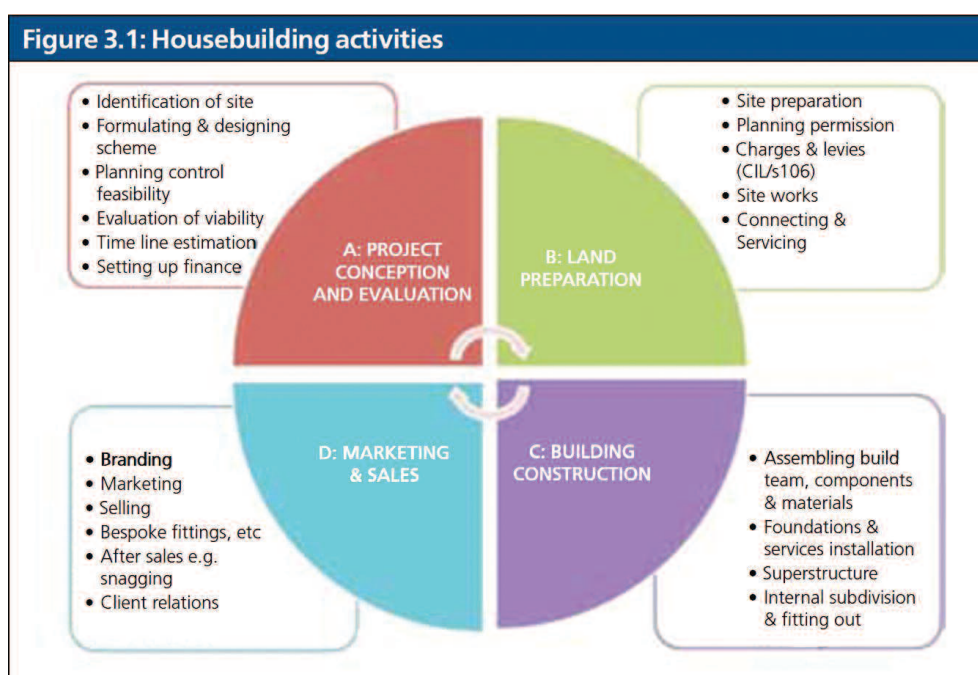 Figure 3.1: Housebuilding activities
• Identification of site
• Formulating & designing
scheme
• Planning control
feasibility
• Evaluation of viability
• Time line estimation
• Setting up finance
A: PROJECT
CONCEPTION
AND EVALUATION
• Site preparation
• Planning permission
• Charges & levies
(CIL/s106)
• Site works
• Connecting &
Servicing
B: LAND
PREPARATION
D: MARKETING
& SALES
• Branding
• Marketing
• Selling
• Bespoke fittings, etc
• After sales e.g.
snagging
• Client relations
C: BUILDING
CONSTRUCTION
• Assembling build
team, components
& materials
• Foundations &
services installation
• Superstructure
• Internal subdivision
& fitting out